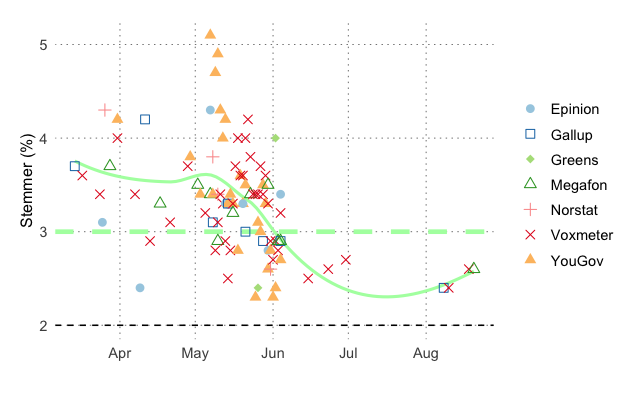 5
4
3
2
Stemmer (%)
Apr May Jun Jul Aug
Epinion
Gallup
Greens
Megafon
Norstat
Voxmeter
YouGov